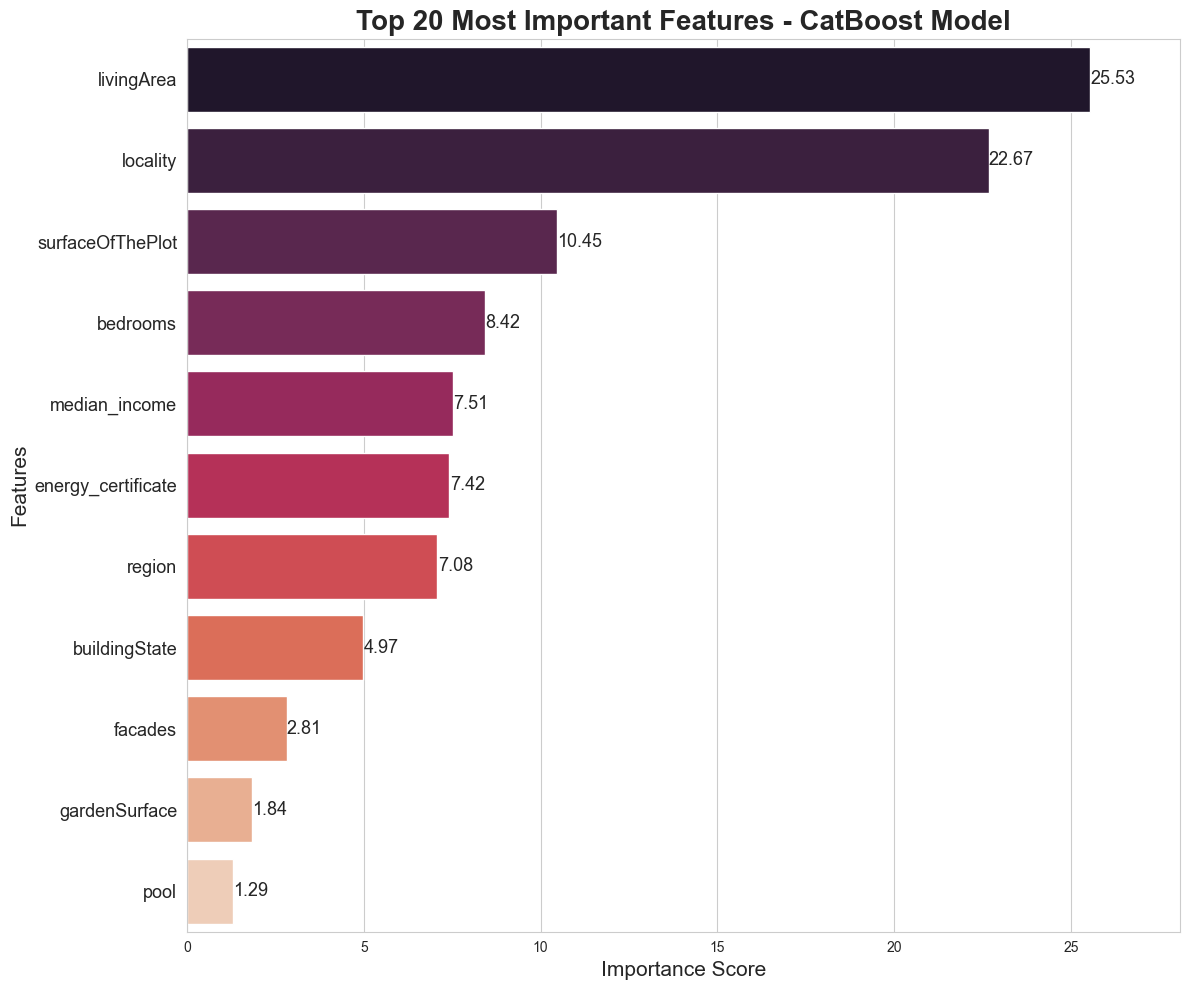 Top 20 Most Important Features - CatBoost Model
livingArea 25.53
locality 22.67
surfaceOfThePlot 10.45
bedrooms 8.42
median_income 7.51
energy_certificate 7.42
region 7.08
buildingState 4.97
facades 2.81
gardenSurface 1.84
pool 1.29
Features
0 5 10 15 20 25
Importance Score